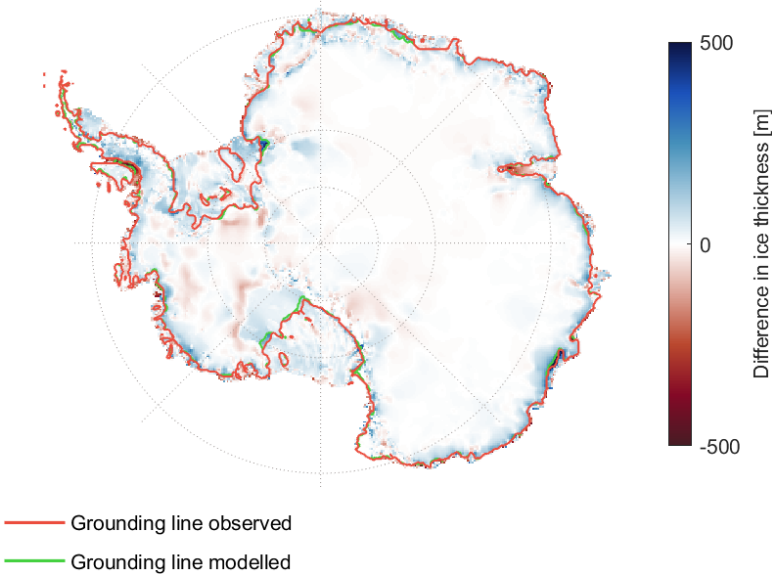 500
0
-500
Difference in ice thickness [m]
Grounding line observed
Grounding line modelled